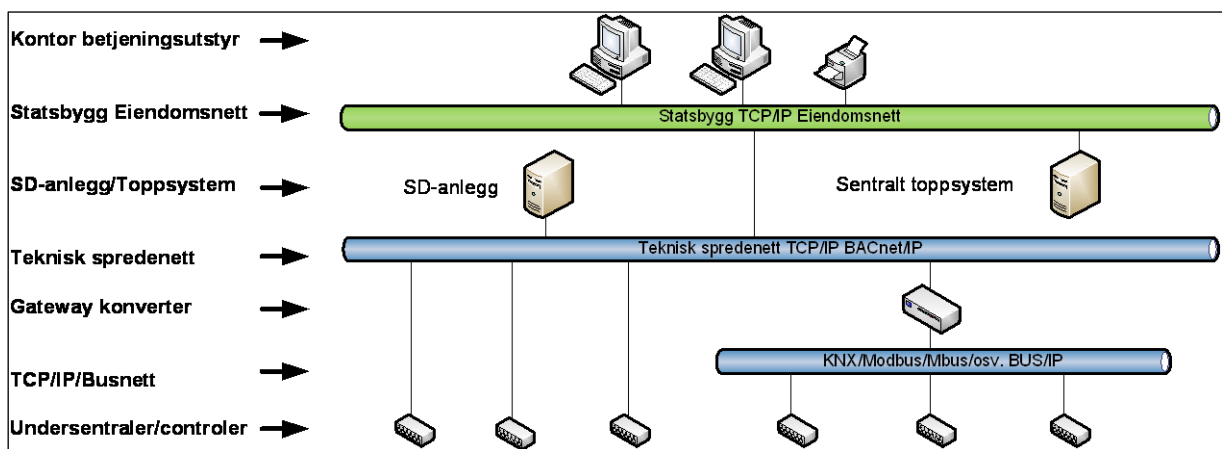 Kontor betjeningsutstyr
Statsbygg Eiendomsnett
Statsbygg TCP/IP Eiendomsnett
SD-anlegg/Toppsystem
SD-anlegg
Sentralt toppsystem
Teknisk spredenett
Teknisk spredenett TCP/IP BACnet/IP
Gateway konverter
TCP/IP/Busnett
KNX/Modbus/Mbus/osv. BUS/IP
Undersentraler/controler